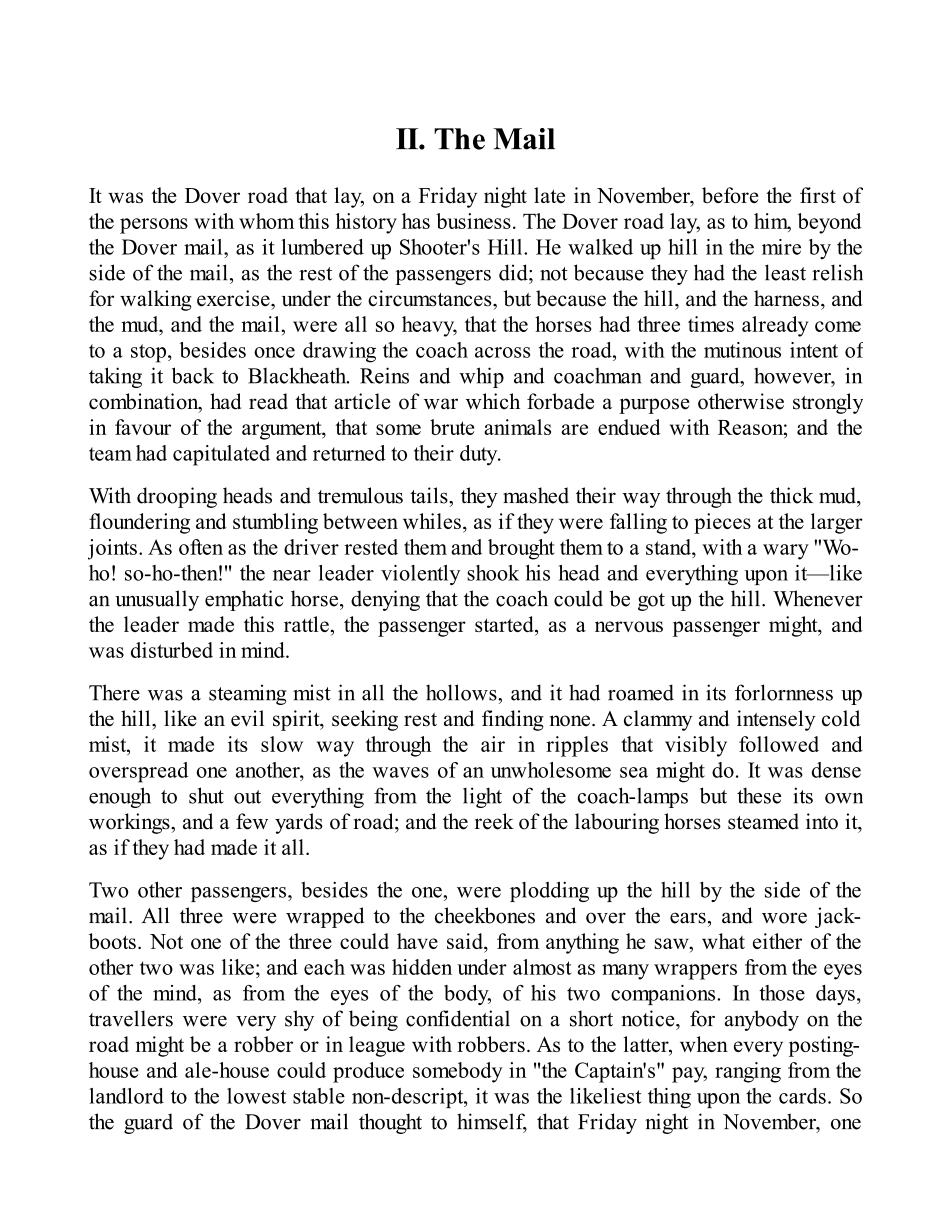 II. The Mail
It was the Dover road that lay, on a Friday night late in November, before the first of
the persons with whom this history has business. The Dover road lay, as to him, beyond
the Dover mail, as it lumbered up Shooter's Hill. He walked up hill in the mire by the
side of the mail, as the rest of the passengers did; not because they had the least relish
for walking exercise, under the circumstances, but because the hill, and the harness, and
the mud, and the mail, were all so heavy, that the horses had three times already come
to a stop, besides once drawing the coach across the road, with the mutinous intent of
taking it back to Blackheath. Reins and whip and coachman and guard, however, in
combination, had read that article of war which forbade a purpose otherwise strongly
in favour of the argument, that some brute animals are endued with Reason; and the
team had capitulated and returned to their duty.
With drooping heads and tremulous tails, they mashed their way through the thick mud,
floundering and stumbling between whiles, as if they were falling to pieces at the larger
joints. As often as the driver rested them and brought them to a stand, with a wary "Wo-
ho! so-ho-then!" the near leader violently shook his head and everything upon it—like
an unusually emphatic horse, denying that the coach could be got up the hill. Whenever
the leader made this rattle, the passenger started, as a nervous passenger might, and
was disturbed in mind.
There was a steaming mist in all the hollows, and it had roamed in its forlornness up
the hill, like an evil spirit, seeking rest and finding none. A clammy and intensely cold
mist, it made its slow way through the air in ripples that visibly followed and
overspread one another, as the waves of an unwholesome sea might do. It was dense
enough to shut out everything from the light of the coach-lamps but these its own
workings, and a few yards of road; and the reek of the labouring horses steamed into it,
as if they had made it all.
Two other passengers, besides the one, were plodding up the hill by the side of the
mail. All three were wrapped to the cheekbones and over the ears, and wore jack-
boots. Not one of the three could have said, from anything he saw, what either of the
other two was like; and each was hidden under almost as many wrappers from the eyes
of the mind, as from the eyes of the body, of his two companions. In those days,
travellers were very shy of being confidential on a short notice, for anybody on the
road might be a robber or in league with robbers. As to the latter, when every posting-
house and ale-house could produce somebody in "the Captain's" pay, ranging from the
landlord to the lowest stable non-descript, it was the likeliest thing upon the cards. So
the guard of the Dover mail thought to himself, that Friday night in November, one